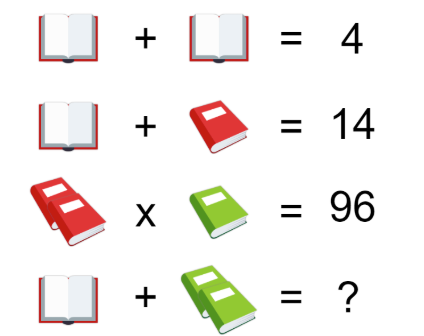 + = 4
+ = 14
x = 96
+ = ?